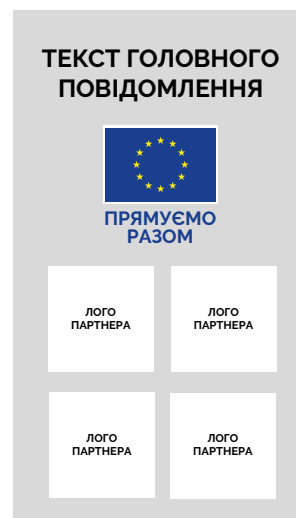 ТЕКСТ ГОЛОВНОГО
ПОВІДОМЛЕННЯ
ПРЯМУЄМО
РАЗОМ
ЛОГО
ПАРТНЕРА
ЛОГО
ПАРТНЕРА
ЛОГО
ПАРТНЕРА
ЛОГО
ПАРТНЕРА